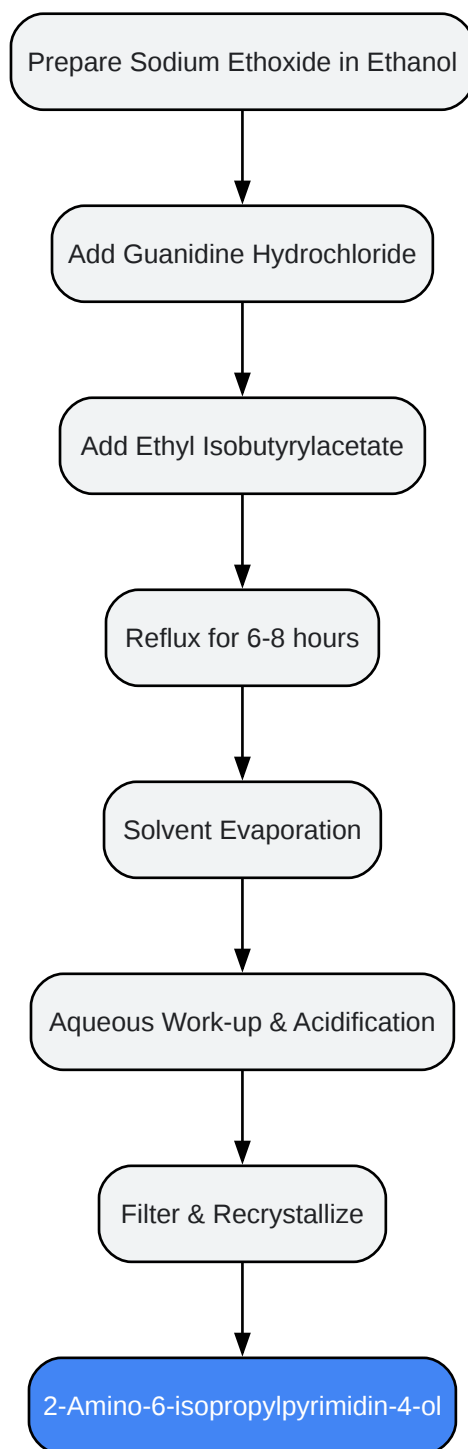 Prepare Sodium Ethoxide in Ethanol
Add Guanidine Hydrochloride
Add Ethyl Isobutyrylacetate
Reflux for 6-8 hours
Solvent Evaporation
Aqueous Work-up & Acidification
Filter & Recrystallize
2-Amino-6-isopropylpyrimidin-4-ol